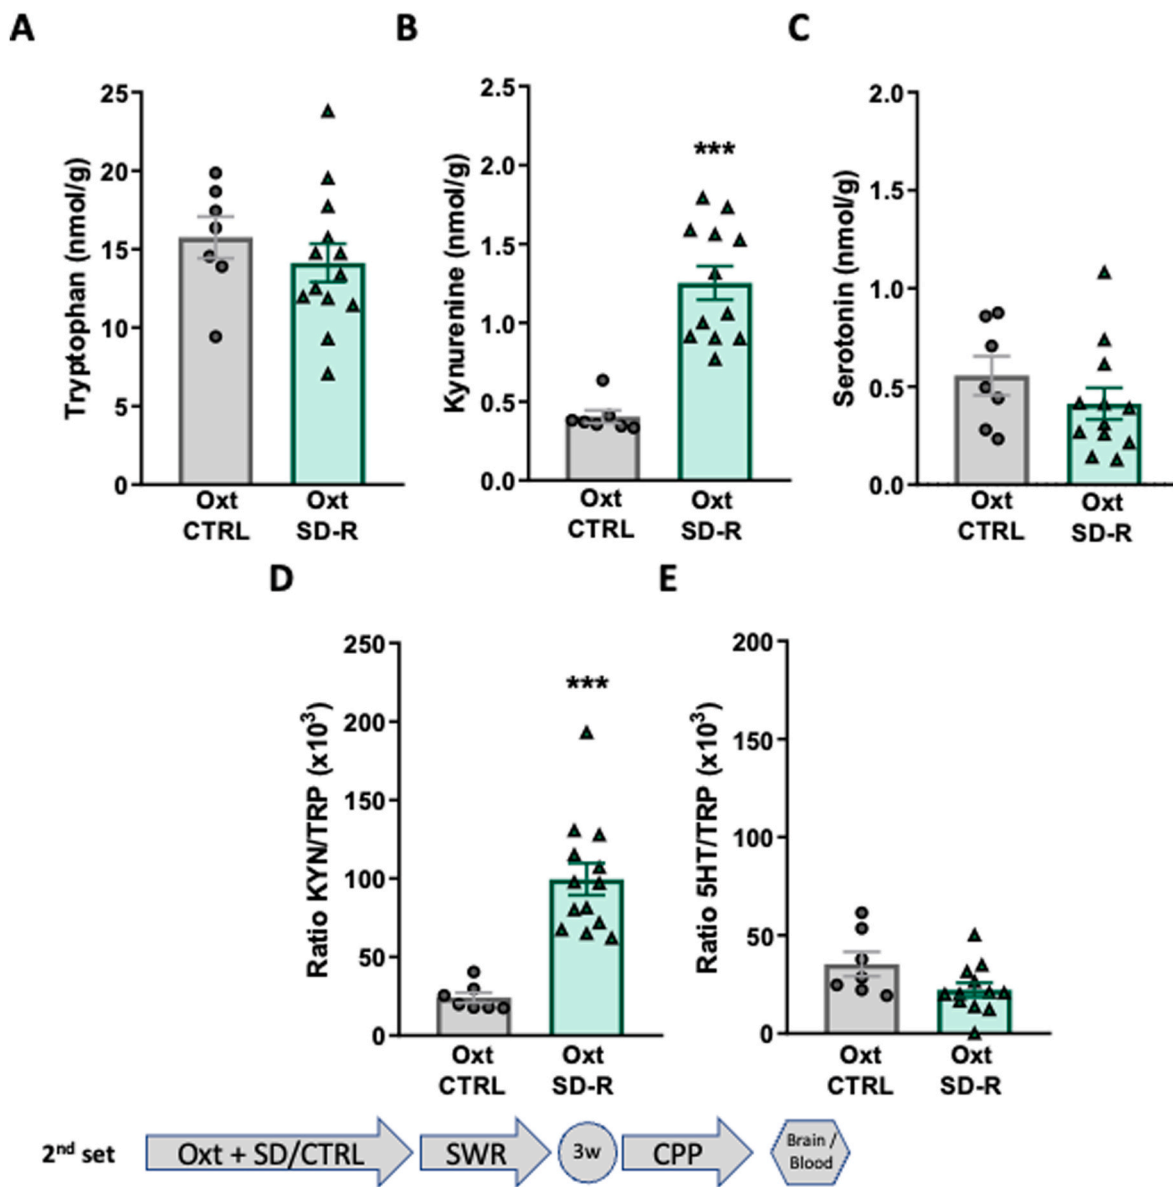 A
B
C
Tryptophan (nmol/g)
25
20
15
10
5
0
Oxt
CTRL
Oxt
SD-R
Kynurenine (nmol/g)
2.5
2.0
1.5
1.0
0.5
0.0
***
Oxt
CTRL
Oxt
SD-R
Serotonin (nmol/g)
2.0
1.5
1.0
0.5
0.0
Oxt
CTRL
Oxt
SD-R
D
E
Ratio KYN/TRP (x10³)
250
200
150
100
50
0
***
Oxt
CTRL
Oxt
SD-R
Ratio 5HT/TRP (x10³)
200
150
100
50
0
Oxt
CTRL
Oxt
SD-R
2nd set
Oxt + SD/CTRL
SWR
3w
CPP
Brain /
Blood